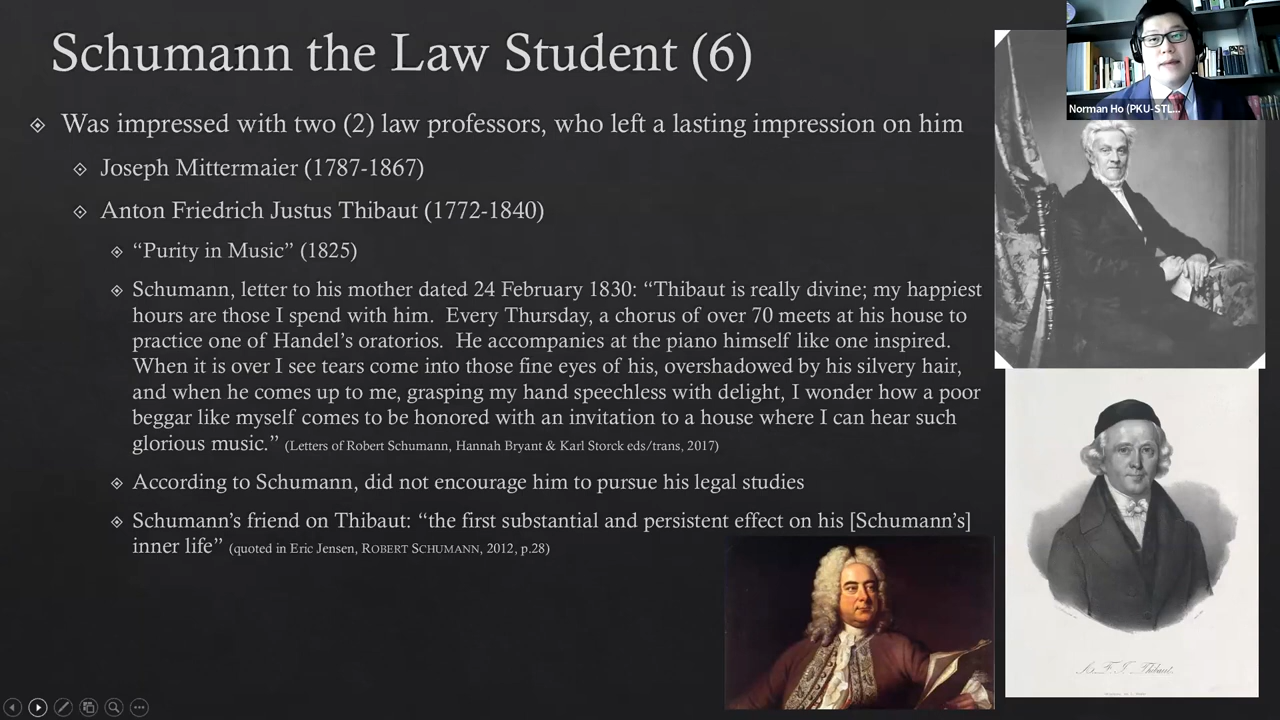 Schumann the Law Student (6)
Was impressed with two (2) law professors, who left a lasting impression on him
Joseph Mittermaier (1787-1867)
Anton Friedrich Justus Thibaut (1772-1840)
“Purity in Music” (1825)
Schumann, letter to his mother dated 24 February 1830: “Thibaut is really divine; my happiest
hours are those I spend with him. Every Thursday, a chorus of over 70 meets at his house to
practice one of Handel’s oratorios. He accompanies at the piano himself like one inspired.
When it is over I see tears come into those fine eyes of his, overshadowed by his silvery hair,
and when he comes up to me, grasping my hand speechless with delight, I wonder how a poor
beggar like myself comes to be honored with an invitation to a house where I can hear such
glorious music.” (Letters of Robert Schumann, Hannah Bryant & Karl Storck eds/trans, 2017)
According to Schumann, did not encourage him to pursue his legal studies
Schumann’s friend on Thibaut: “the first substantial and persistent effect on his [Schumann’s]
inner life” (quoted in Eric Jensen, ROBERT SCHUMANN, 2012, p.28)
Norman Ho (PKU-STL...
Thibaut.